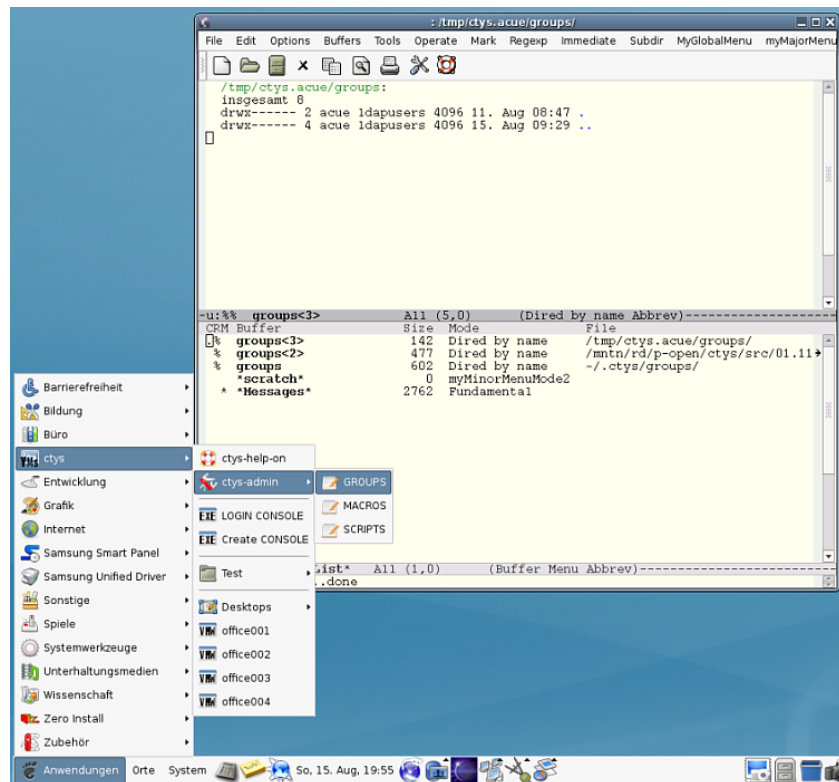 : /tmp/ctys.acue/groups/
File Edit Options Buffers Tools Operate Mark Regexp Immediate Subdir MyGlobalMenu myMajorMenu
/tmp/ctys.acue/groups:
insgesamt 8
drwx------ 2 acue ldapusers 4096 11. Aug 08:47 .
drwx------ 4 acue ldapusers 4096 15. Aug 09:29 ..
-u:%% groups<3> All (5,0) (Dired by name Abbrev)--------------------
CRM Buffer Size Mode File
.% groups<3> 142 Dired by name /tmp/ctys.acue/groups/
% groups<2> 477 Dired by name /mntn/rd/p-open/ctys/src/01.11
% groups 602 Dired by name ~/.ctys/groups/
*scratch* 0 myMinorMenuMode2
* *Messages* 2762 Fundamental
List* All (1,0) (Buffer Menu Abbrev)--------------------
..done
Barrierefreiheit
Bildung
Büro
ctys
Entwicklung
Grafik
Internet
Samsung Smart Panel
Samsung Unified Driver
Sonstige
Spiele
Systemwerkzeuge
Unterhaltungsmedien
Wissenschaft
Zero Install
Zubehör
ctys-help-on
ctys-admin
EXE LOGIN CONSOLE
EXE Create CONSOLE
Test
Desktops
office001
office002
office003
office004
GROUPS
MACROS
SCRIPTS
Anwendungen Orte System So, 15. Aug, 19:55